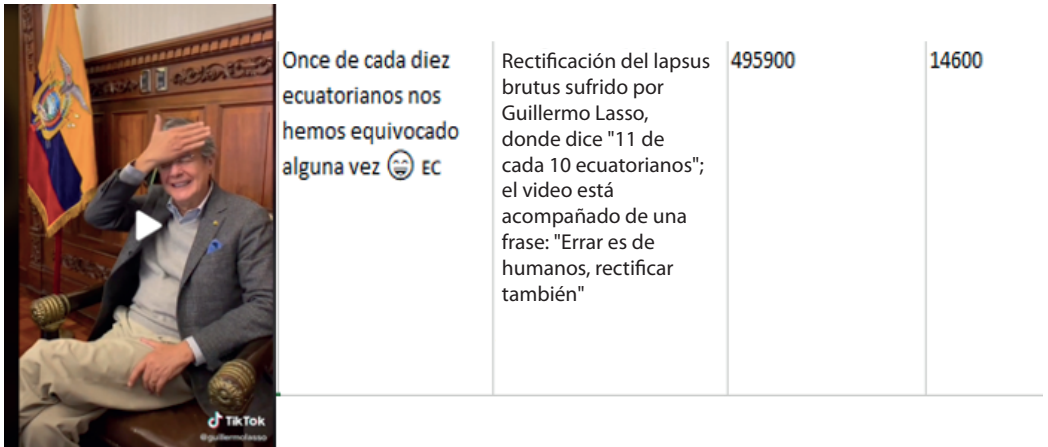 Once de cada diez
ecuatorianos nos
hemos equivocado
alguna vez 😄 EC
Rectificación del lapsus
brutus sufrido por
Guillermo Lasso,
donde dice "11 de
cada 10 ecuatorianos";
el video está
acompañado de una
frase: "Errar es de
humanos, rectificar
también"
495900
14600
TikTok
@guillermolasso